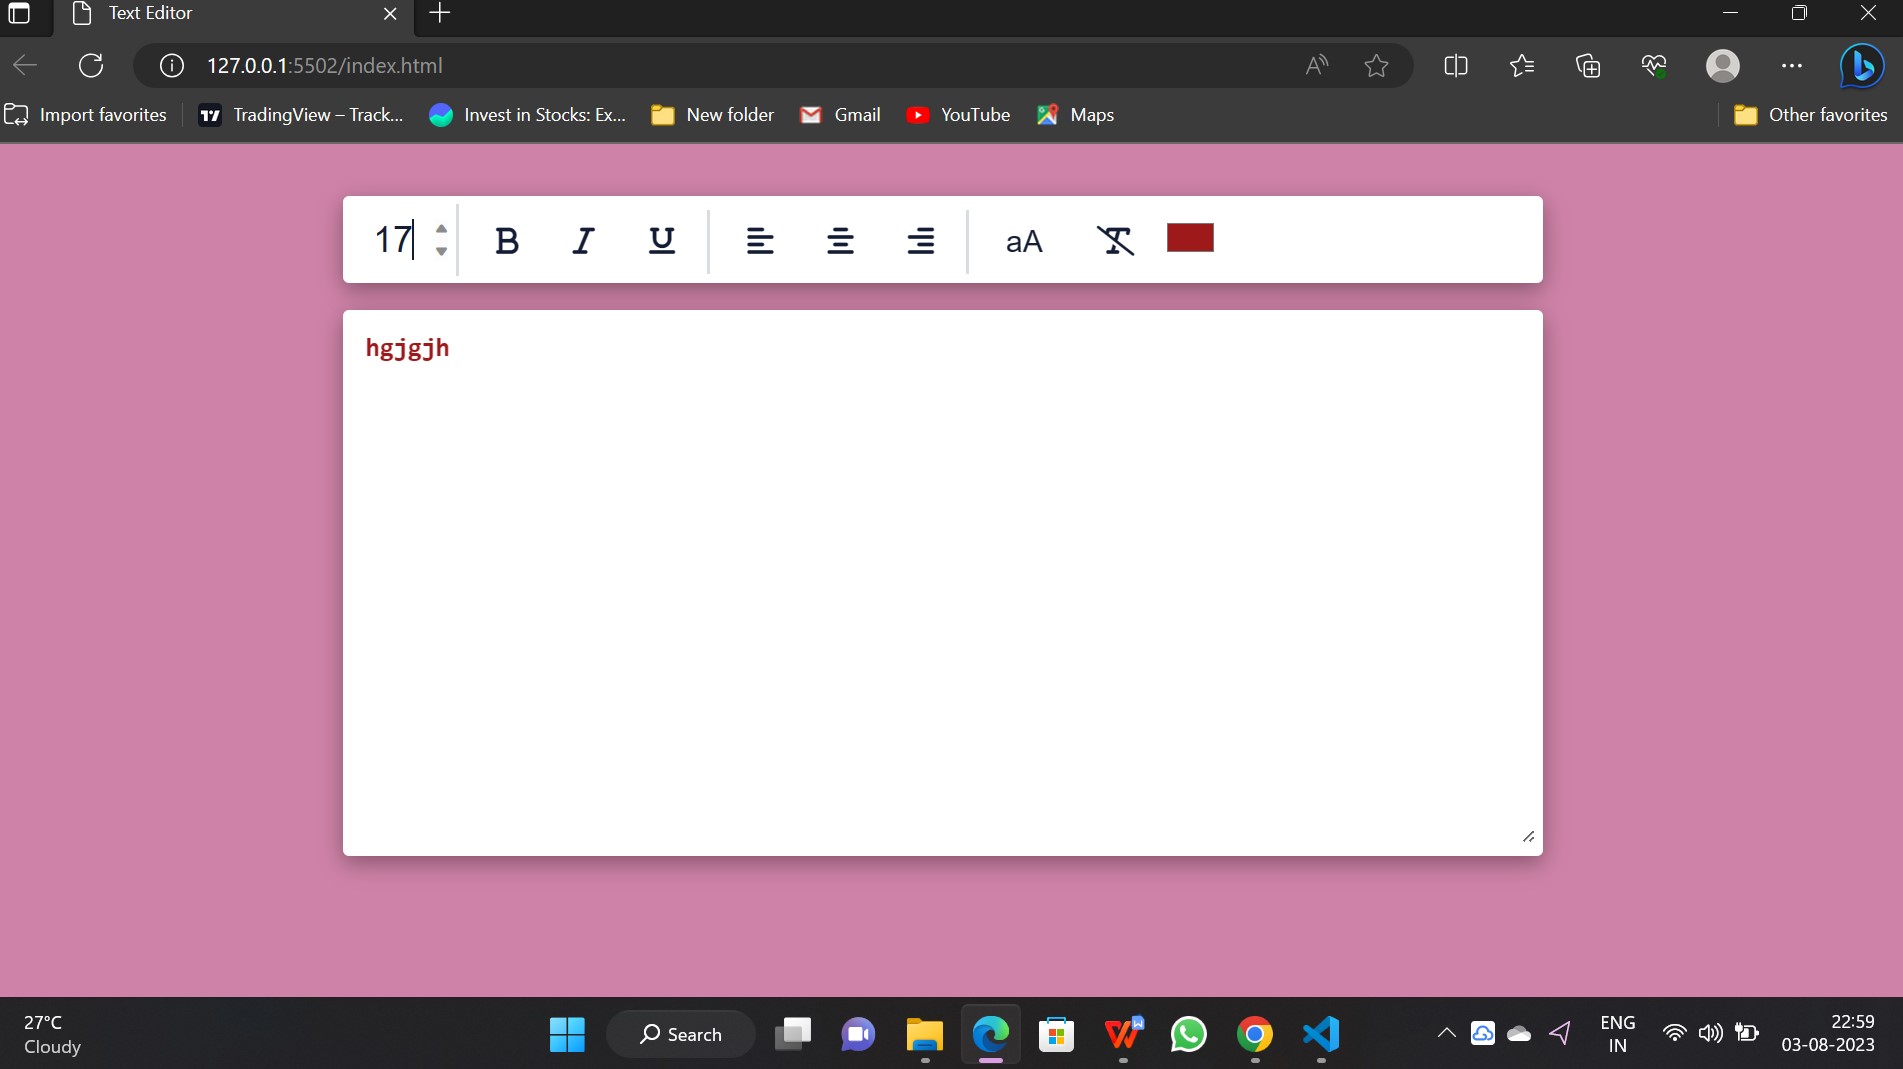 Text Editor
127.0.0.1:5502/index.html
Import favorites
TradingView – Track...
Invest in Stocks: Ex...
New folder
Gmail
YouTube
Maps
Other favorites
17
B I U
aA
hgjgjh
27°C
Cloudy
Search
ENG
IN
22:59
03-08-2023